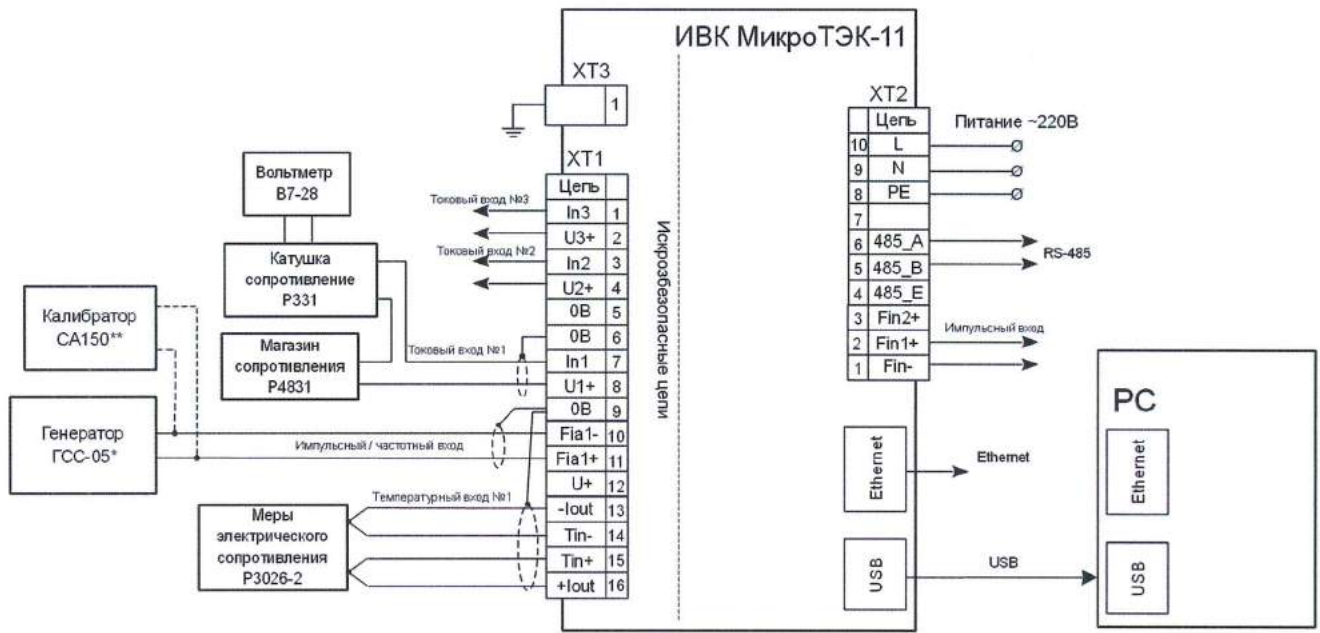 ИВК МикроТЭК-11
XT3
1
XT1
Цепь
In3 1
U3+ 2
In2 3
U2+ 4
0В 5
0В 6
In1 7
U1+ 8
0В 9
Fia1- 10
Fia1+ 11
U+ 12
-Iout 13
Tin- 14
Tin+ 15
+Iout 16
Токовый вход №3
Токовый вход №2
Токовый вход №1
Импульсный / частотный вход
Температурный вход №1
Вольтметр
В7-28
Катушка
сопротивление
Р331
Магазин
сопротивления
Р4831
Калибратор
СА150**
Генератор
ГСС-05*
Меры
электрического
сопротивления
Р3026-2
Искрозбезопасные цепи
XT2
Цепь
10 L
9 N
8 PE
7
6 485_A
5 485_B
4 485_E
3 Fin2+
2 Fin1+
1 Fin-
Питание ~220В
RS-485
Импульсный вход
Ethernet
Ethernet
USB
USB
PC
Ethernet
USB